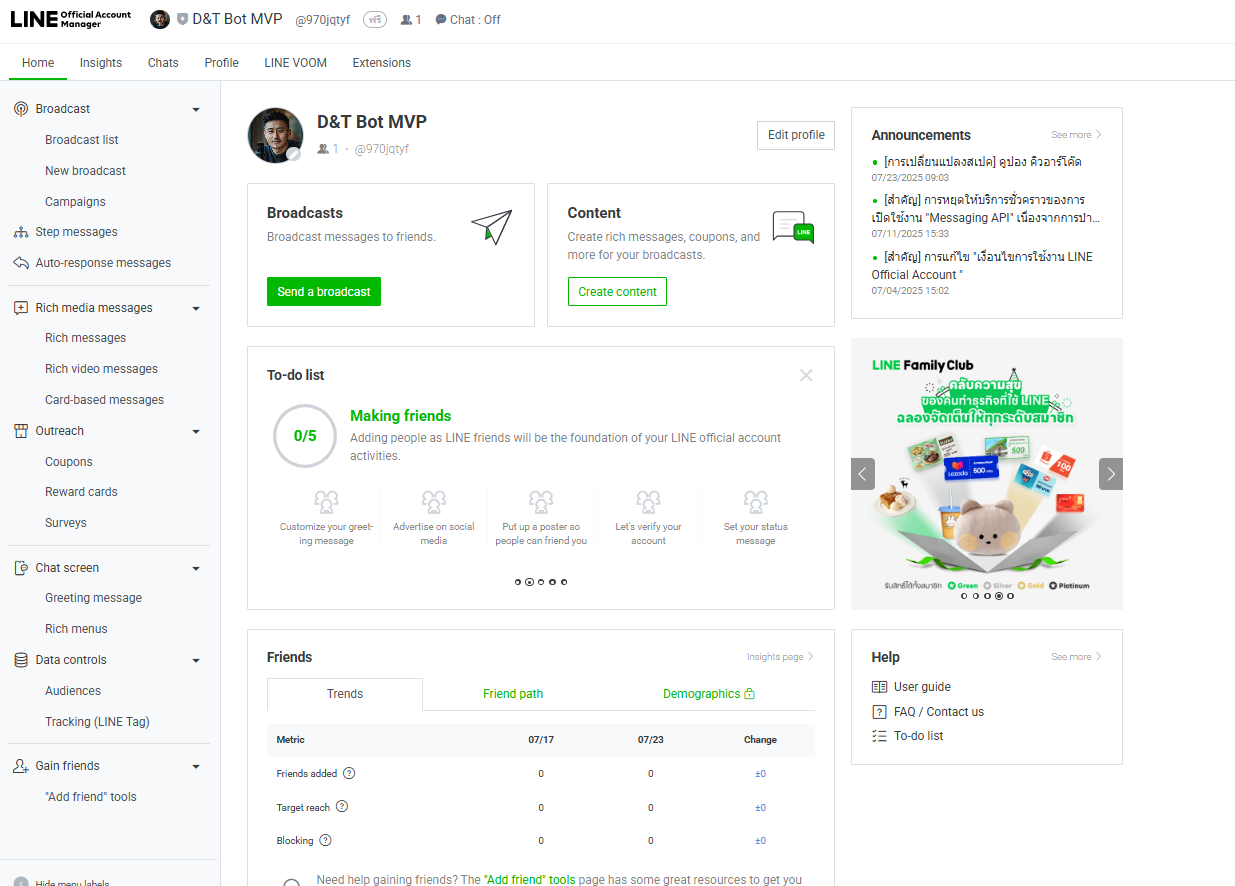 LINE Official Account Manager
D&T Bot MVP @970jqtyf ฟรี 1 Chat : Off
Home Insights Chats Profile LINE VOOM Extensions
Broadcast
Broadcast list
New broadcast
Campaigns
Step messages
Auto-response messages
Rich media messages
Rich messages
Rich video messages
Card-based messages
Outreach
Coupons
Reward cards
Surveys
Chat screen
Greeting message
Rich menus
Data controls
Audiences
Tracking (LINE Tag)
Gain friends
"Add friend" tools
Hide menu labels
D&T Bot MVP
1 · @970jqtyf
Edit profile
Broadcasts
Broadcast messages to friends.
Send a broadcast
Content
Create rich messages, coupons, and
more for your broadcasts.
LINE
Create content
To-do list
0/5
Making friends
Adding people as LINE friends will be the foundation of your LINE official account
activities.
Customize your greet-
ing message
Advertise on social
media
Put up a poster so
people can friend you
Let's verify your
account
Set your status
message
Friends
Insights page
Trends Friend path Demographics
Metric 07/17 07/23 Change
Friends added 0 0 ±0
Target reach 0 0 ±0
Blocking 0 0 ±0
Need help gaining friends? The "Add friend" tools page has some great resources to get you
Announcements
See more
[การเปลี่ยนแปลงสเปค] คูปอง คิวอาร์โค้ด
07/23/2025 09:03
[สำคัญ] การหยุดให้บริการชั่วคราวของการ
เปิดใช้งาน "Messaging API" เนื่องจากการบำ...
07/11/2025 15:33
[สำคัญ] การแก้ไข "เงื่อนไขการใช้งาน LINE
Official Account "
07/04/2025 15:02
LINE Family Club
กลับความสุข
ของคนทำธุรกิจที่ใช้ LINE
ฉลองจัดเต็มให้ทุกระดับสมาชิก
500
Lazada 500
100
รับสิทธิ์ได้ทั้งสมาชิก Green Silver Gold Platinum
Help
See more
User guide
FAQ / Contact us
To-do list